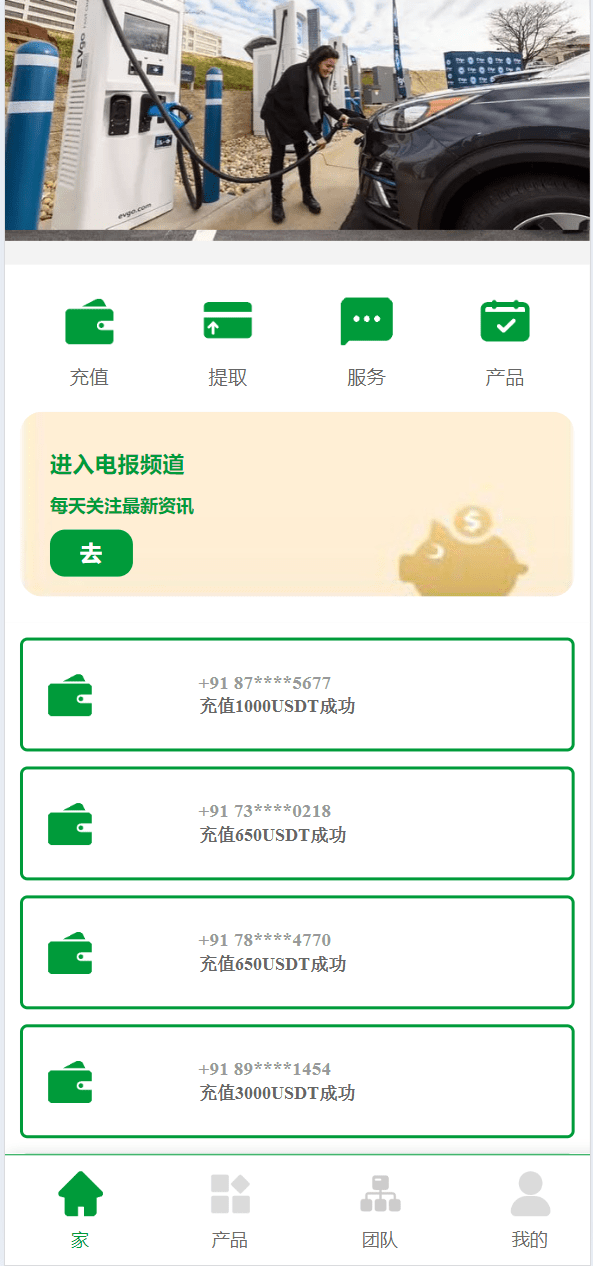 EVgo
evgo.com
充值
提取
服务
产品
进入电报频道
每天关注最新资讯
去
+91 87****5677
充值1000USDT成功
+91 73****0218
充值650USDT成功
+91 78****4770
充值650USDT成功
+91 89****1454
充值3000USDT成功
家
产品
团队
我的